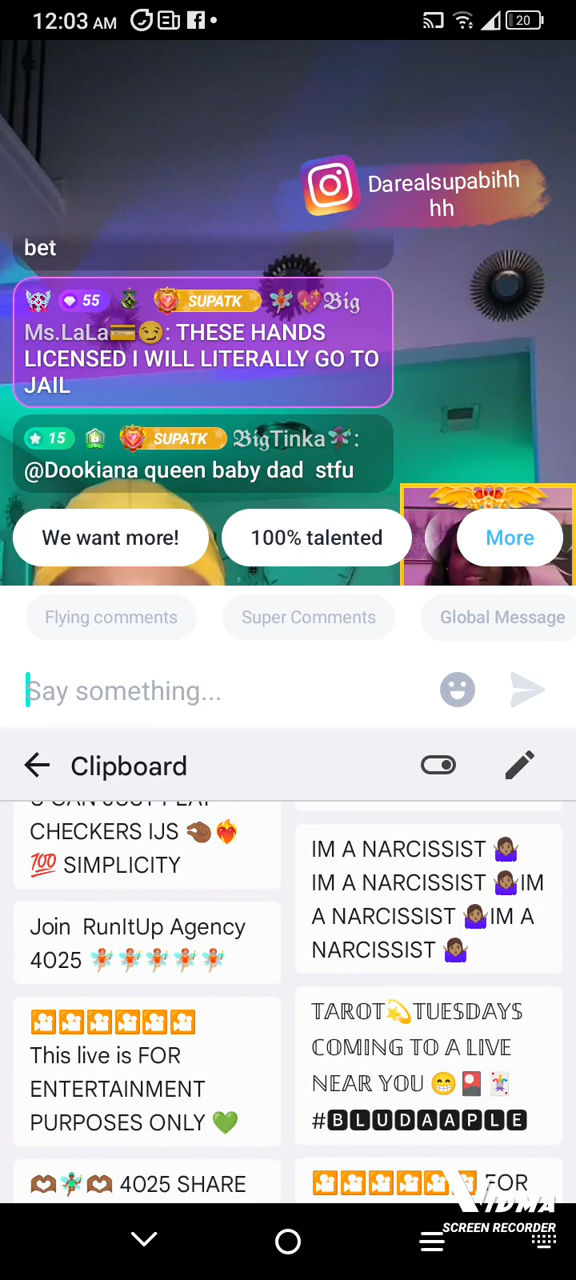 12:03 AM
20
Darealsupabihh
hh
bet
55 SUPATK 𝕭𝖎𝖌
Ms.LaLa💳😏: THESE HANDS
LICENSED I WILL LITERALLY GO TO
JAIL
15 SUPATK 𝕭𝖎𝖌Tinka🧚🏾‍♀️:
@Dookiana queen baby dad stfu
We want more!
100% talented
More
Flying comments
Super Comments
Global Message
Say something...
Clipboard
CHECKERS IJS 🤏🏾❤️‍🔥
💯 SIMPLICITY
Join RunItUp Agency
4025 🧚🏼‍♀️🧚🏼‍♀️🧚🏼‍♀️🧚🏼‍♀️🧚🏼‍♀️
🎦🎦🎦🎦🎦🎦
This live is FOR
ENTERTAINMENT
PURPOSES ONLY 💚
🫶🏾🧚🏾‍♂️🫶🏾 4025 SHARE
IM A NARCISSIST 🤷🏽‍♀️
IM A NARCISSIST 🤷🏽‍♀️IM
A NARCISSIST 🤷🏽‍♀️IM A
NARCISSIST 🤷🏽‍♀️
𝕋𝔸ℝ𝕆𝕋💫𝕋𝕌𝔼𝕊𝔻𝔸𝕐𝕊
ℂ𝕆𝕄𝕀ℕ𝔾 𝕋𝕆 𝔸 𝕃𝕀𝕍𝔼
ℕ𝔼𝔸ℝ 𝕐𝕆𝕌 😁🎴🃏
#🅱🅻🆄🅳🅰🅰🅿🅻🅴
🎦🎦🎦🎦🎦🎦 FOR
VIDMA
SCREEN RECORDER